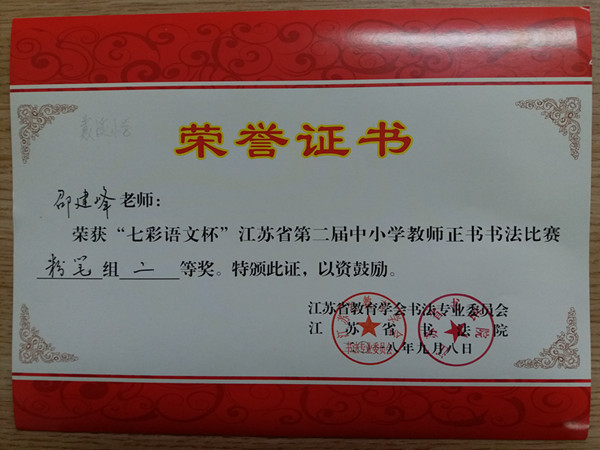 荣誉证书
邵建峰老师：
荣获“七彩语文杯”江苏省第二届中小学教师正书书法比赛
粉笔组二等奖。特颁此证，以资鼓励。
江苏省教育学会书法专业委员会
江苏省书法院
八年九月八日